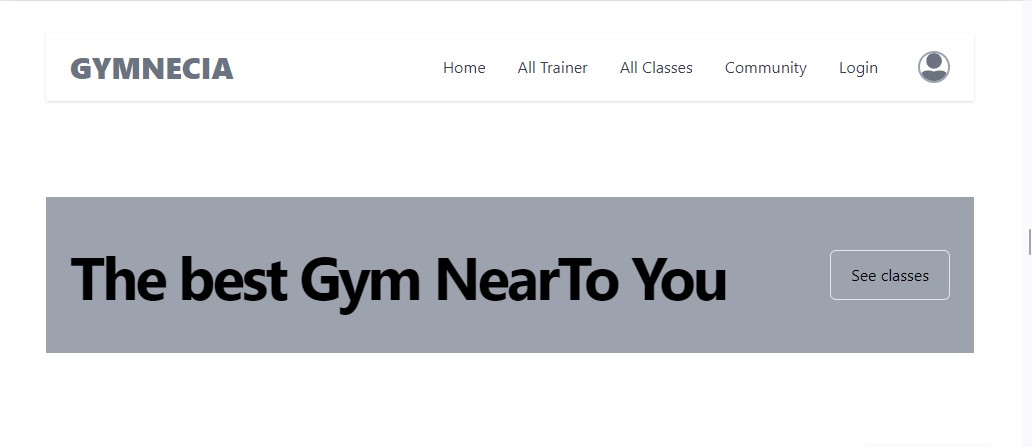 GYMNECIA
Home All Trainer All Classes Community Login
The best Gym NearTo You
See classes